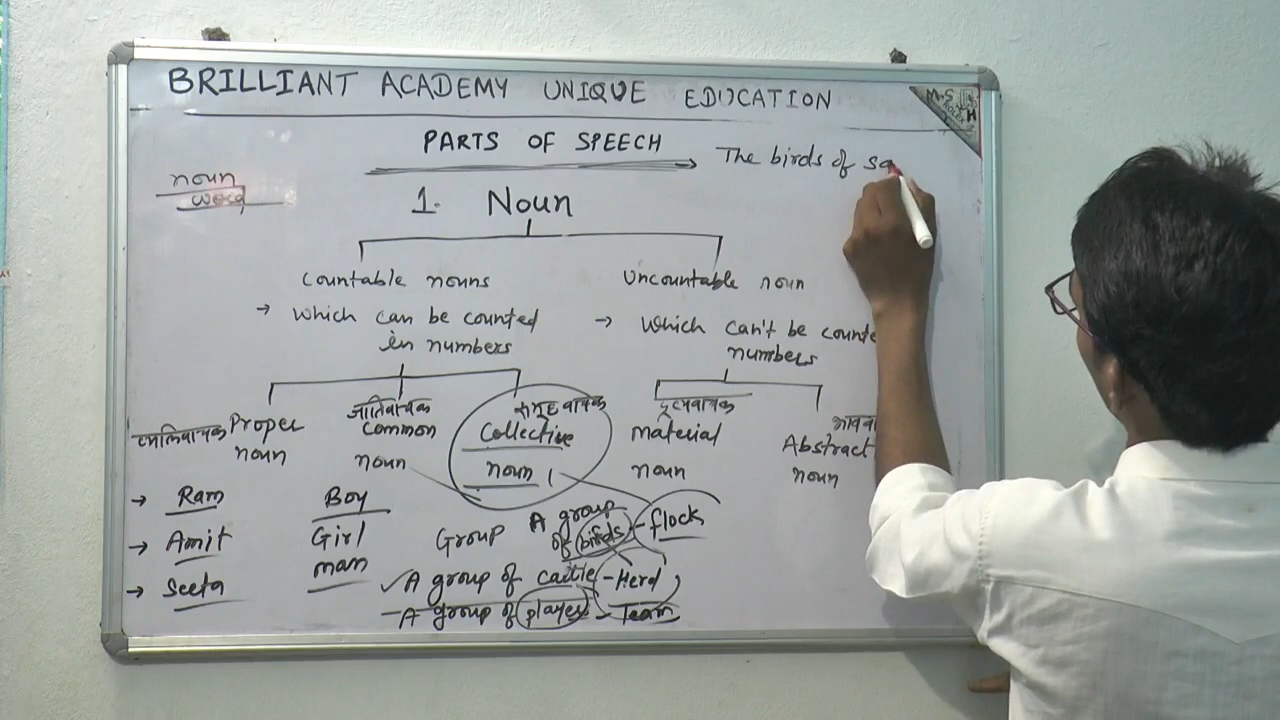 BRILLIANT ACADEMY UNIQUE EDUCATION
M.S
H
PARTS OF SPEECH
The birds of sa
noun
1. Noun
Countable nouns
Uncountable noun
→ which can be counted
in numbers
→ which can't be counte
numbers
जातिवाचक
समूहवाचक
द्रव्यवाचक
भावव
Proper
noun
Common
noun
Collective
noun
Material
noun
Abstract
noun
→ Ram
→ Amit
→ Seeta
Boy
Girl
man
Group
A group
of birds - flock
✓ A group of cattle - Herd
- A group of player - Team